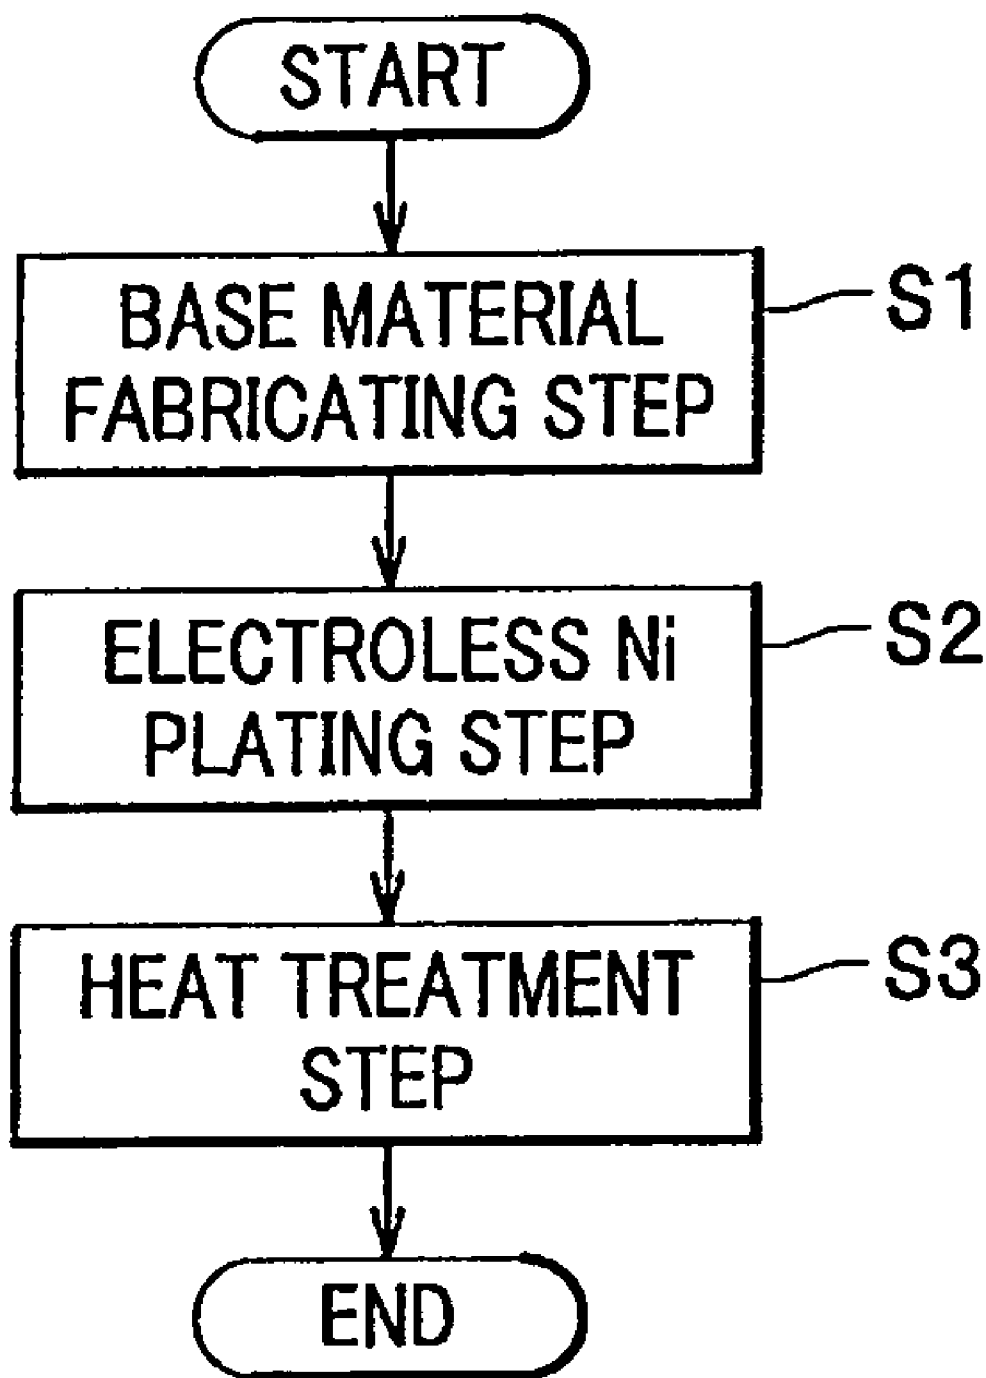 START
BASE MATERIAL
FABRICATING STEP
S1
ELECTROLESS Ni
PLATING STEP
S2
HEAT TREATMENT
STEP
S3
END